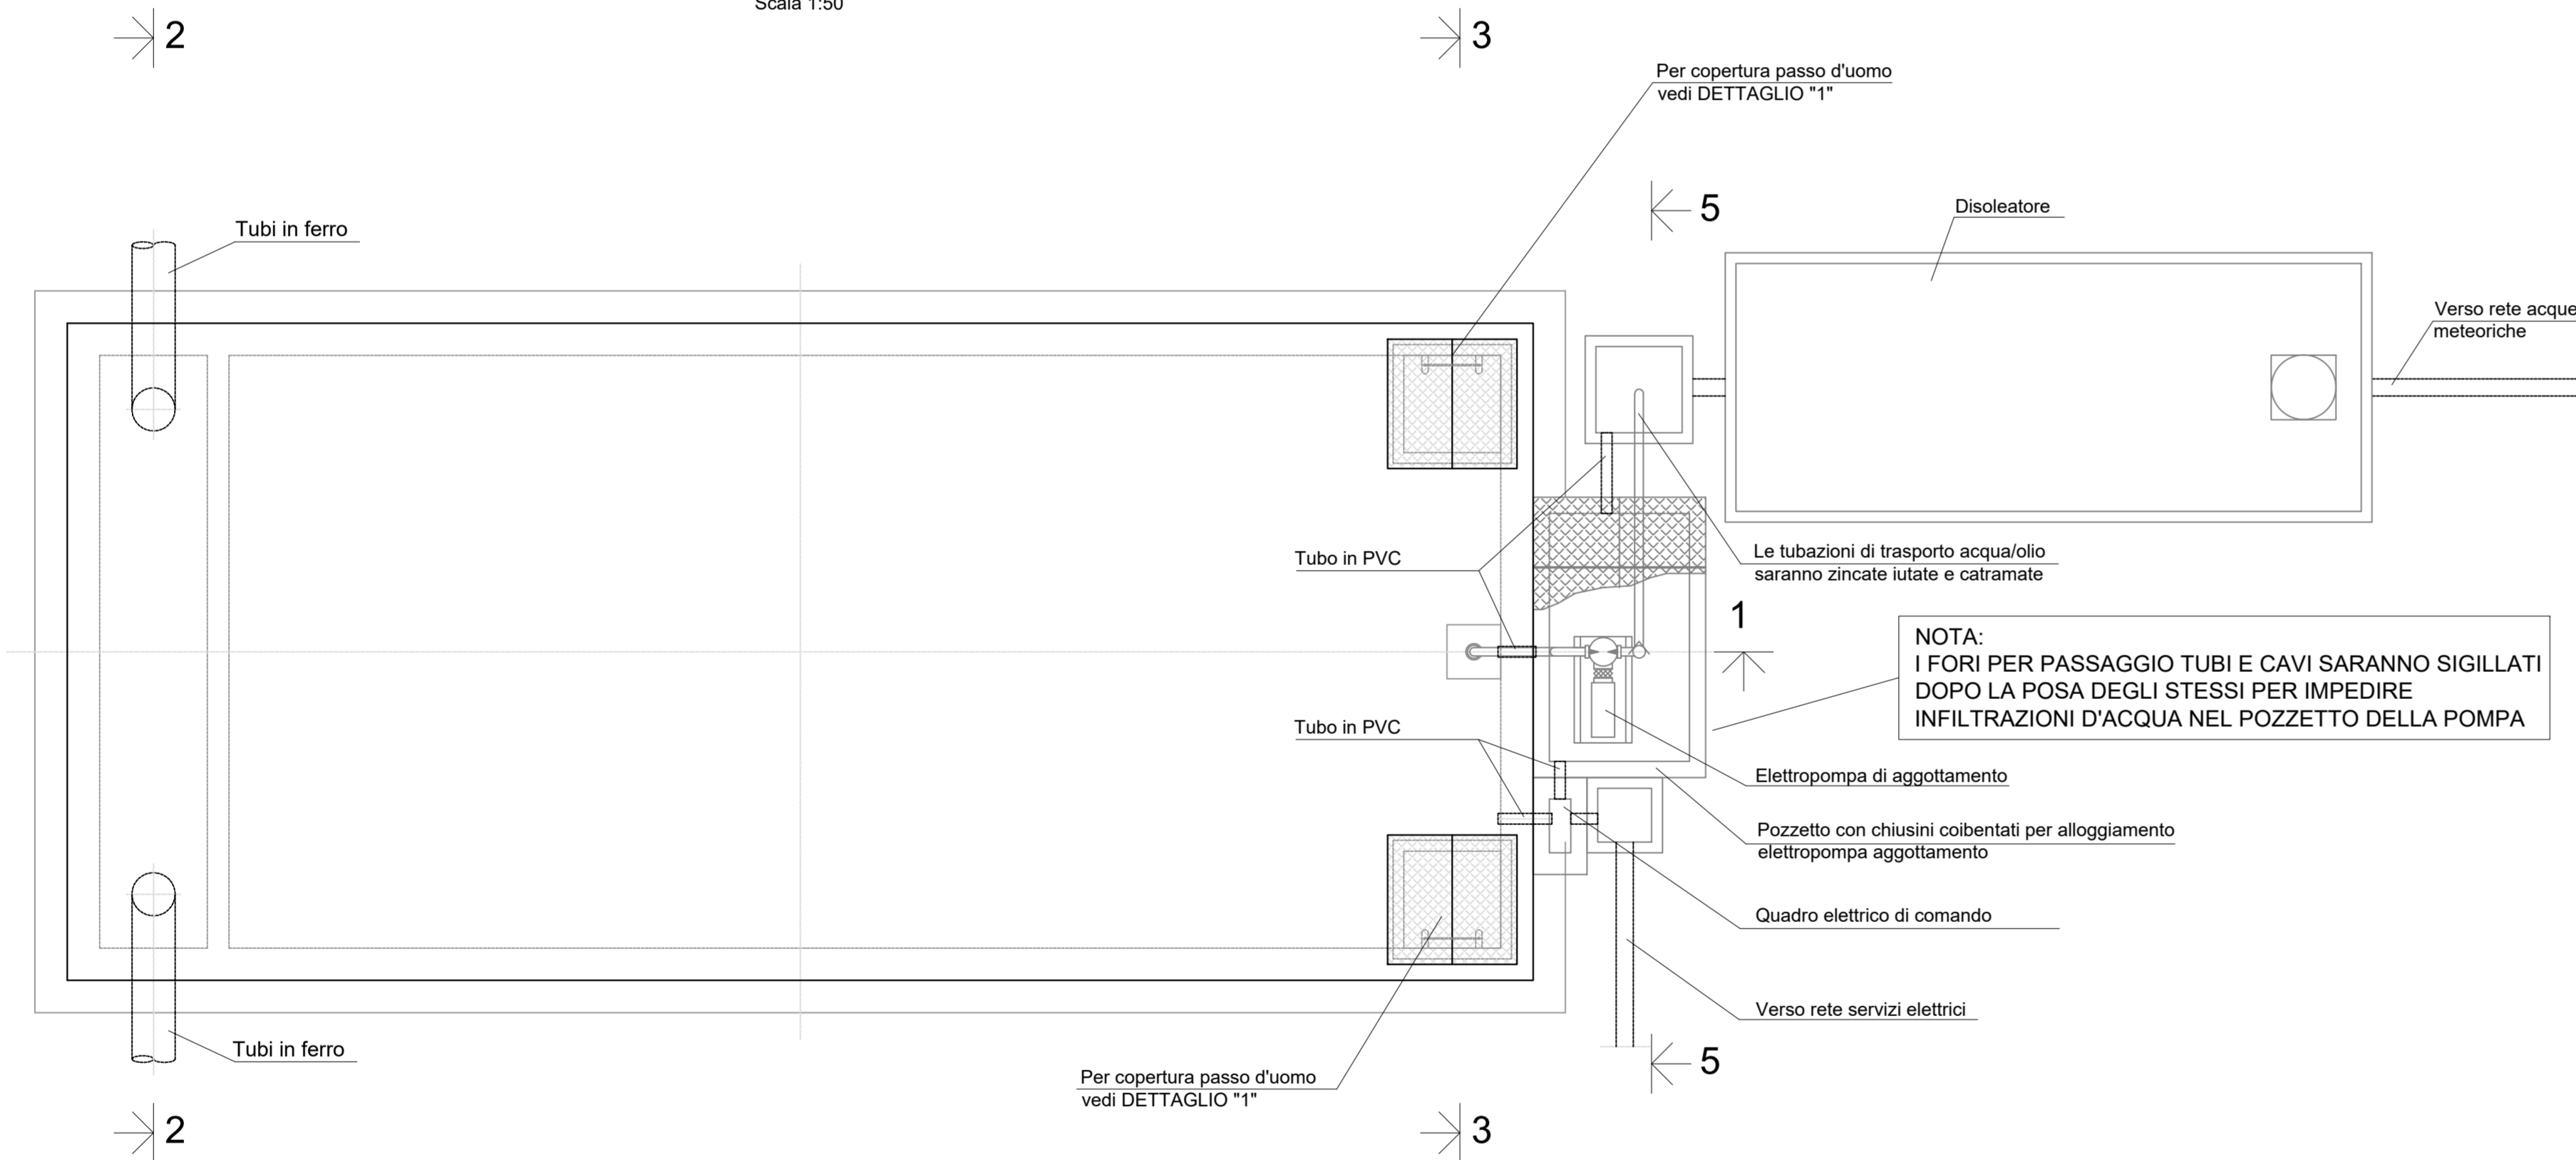 Scala 1:50
2
3
Per copertura passo d'uomo
vedi DETTAGLIO "1"
5
Disoleatore
Tubi in ferro
Verso rete acque
meteoriche
Tubo in PVC
Le tubazioni di trasporto acqua/olio
saranno zincate iutate e catramate
1
NOTA:
I FORI PER PASSAGGIO TUBI E CAVI SARANNO SIGILLATI
DOPO LA POSA DEGLI STESSI PER IMPEDIRE
INFILTRAZIONI D'ACQUA NEL POZZETTO DELLA POMPA
Tubo in PVC
Elettropompa di aggottamento
Pozzetto con chiusini coibentati per alloggiamento
elettropompa aggottamento
Quadro elettrico di comando
Verso rete servizi elettrici
Tubi in ferro
5
Per copertura passo d'uomo
vedi DETTAGLIO "1"
2
3